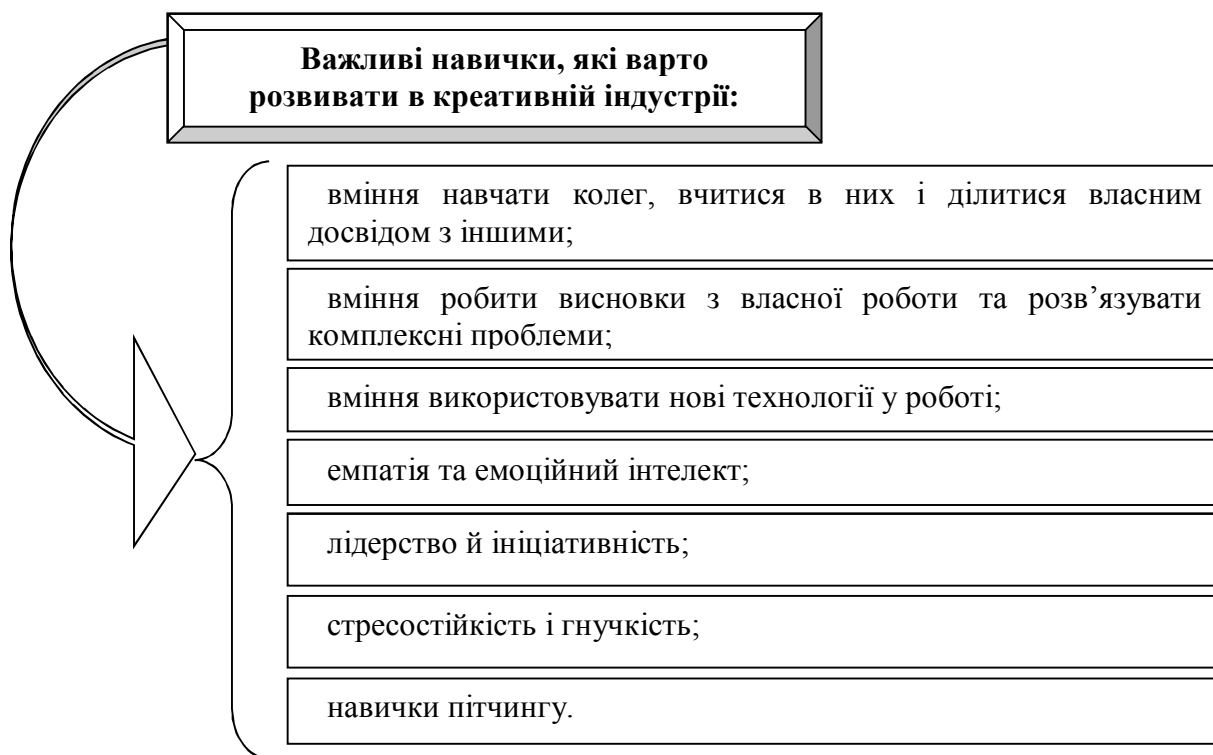 Важливі навички, які варто
розвивати в креативній індустрії:
вміння навчати колег, вчитися в них і ділитися власним
досвідом з іншими;
вміння робити висновки з власної роботи та розв’язувати
комплексні проблеми;
вміння використовувати нові технології у роботі;
емпатія та емоційний інтелект;
лідерство й ініціативність;
стресостійкість і гнучкість;
навички пітчингу.